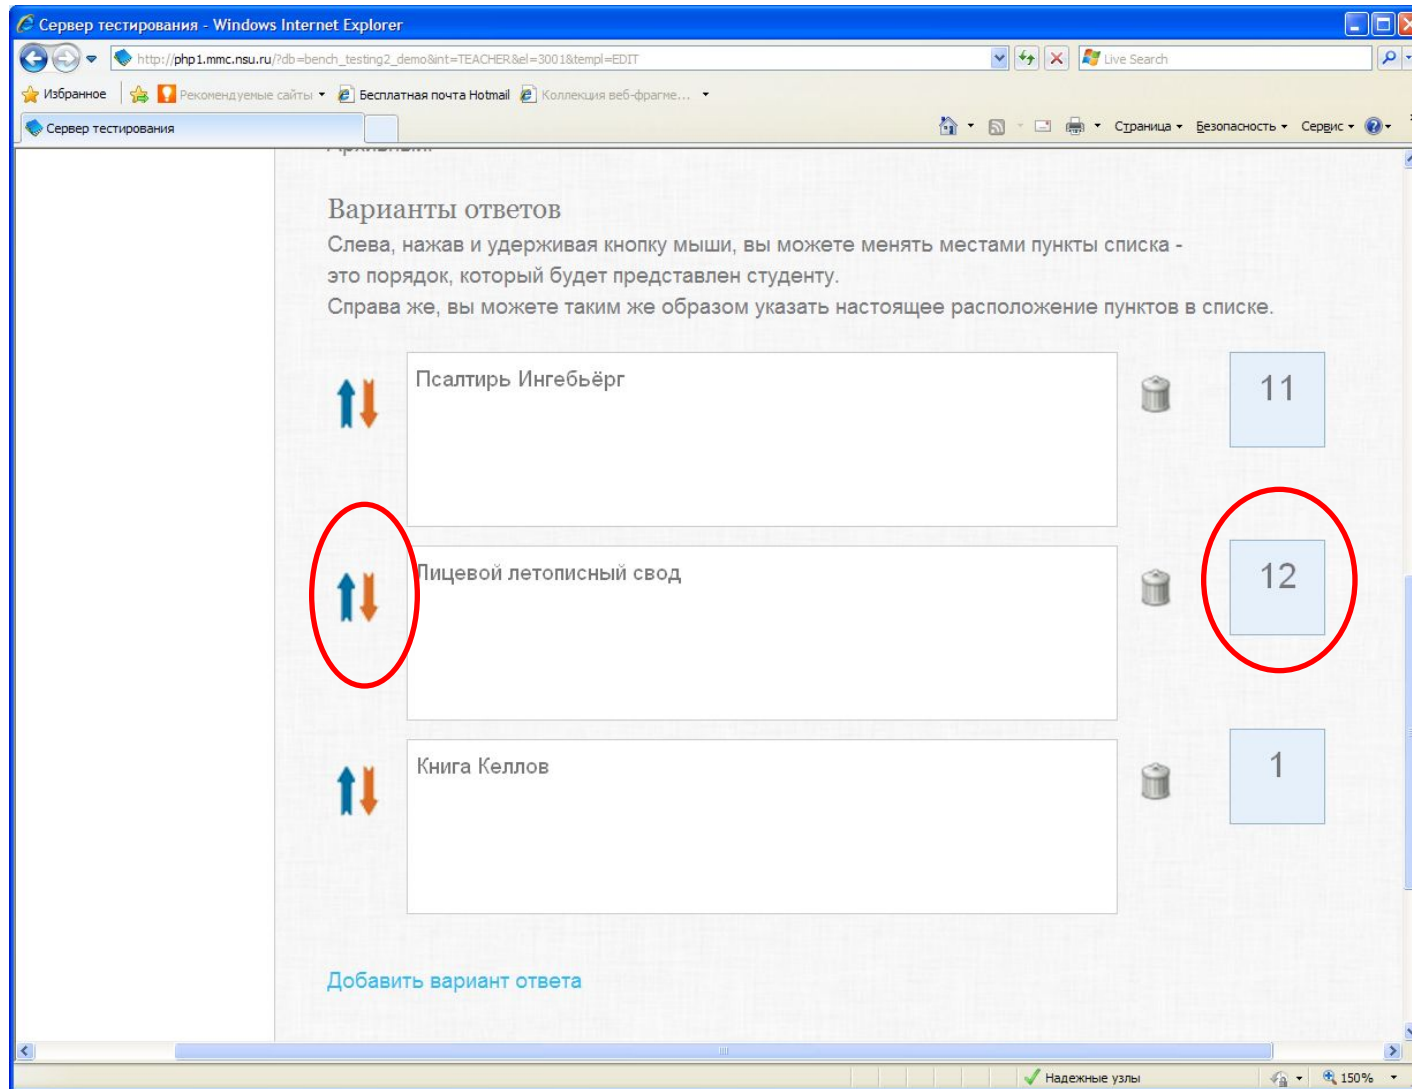 Сервер тестирования - Windows Internet Explorer
http://php1.mmc.nsu.ru/?db=bench_testing2_demo&int=TEACHER&el=3001&templ=EDIT
Live Search
Избранное Рекомендуемые сайты Бесплатная почта Hotmail Коллекция веб-фрагме...
Сервер тестирования
Страница Безопасность Сервис
Варианты ответов
Слева, нажав и удерживая кнопку мыши, вы можете менять местами пункты списка -
это порядок, который будет представлен студенту.
Справа же, вы можете таким же образом указать настоящее расположение пунктов в списке.
Псалтирь Ингебьёрг
11
Лицевой летописный свод
12
Книга Келлов
1
Добавить вариант ответа
Надежные узлы
150%